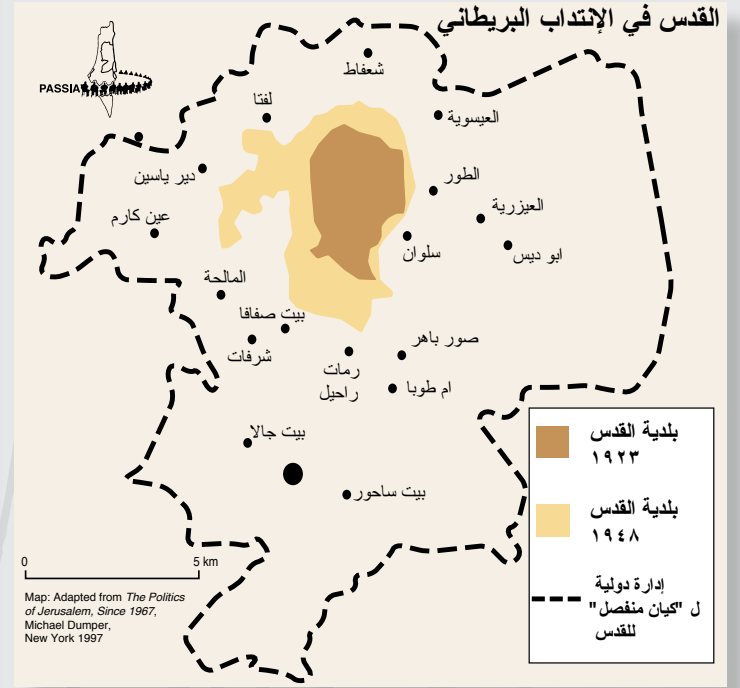 القدس في الإنتداب البريطاني
PASSIA
شعفاط
لفتا
العيسوية
دير ياسين
الطور
عين كارم
العيزرية
سلوان
ابو ديس
المالحة
بيت صفافا
شرفات
صور باهر
رمات
راحيل
ام طوبا
بيت جالا
بيت ساحور
بلدية القدس
١٩٢٣
بلدية القدس
١٩٤٨
إدارة دولية
ل "كيان منفصل"
للقدس
0 5 km
Map: Adapted from The Politics
of Jerusalem, Since 1967,
Michael Dumper,
New York 1997